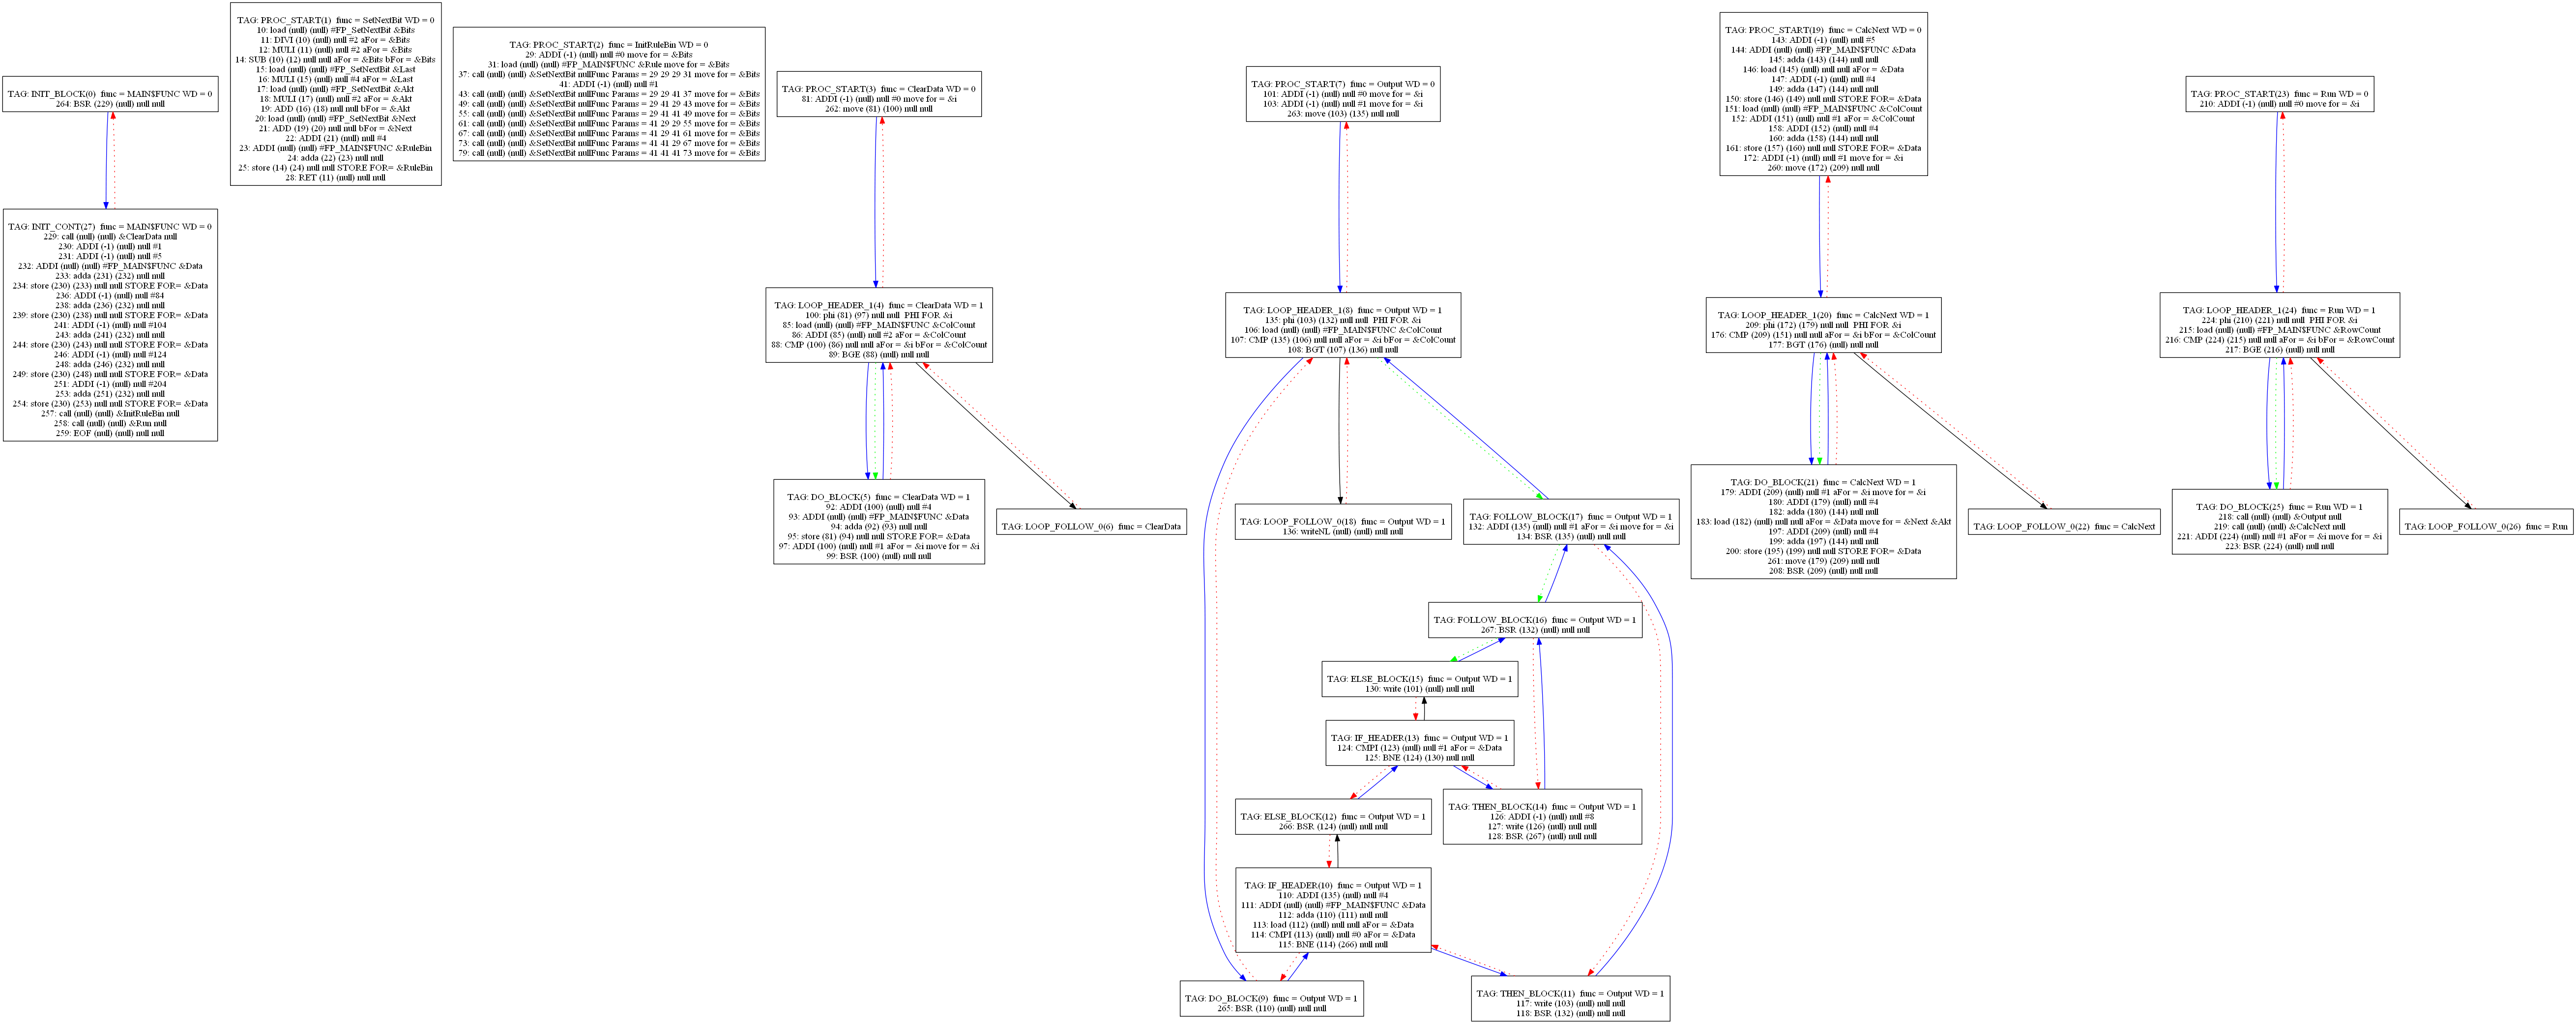 TAG: INIT_BLOCK(0)  func = MAIN$FUNC WD = 0
264: BSR (229) (null) null null
TAG: INIT_CONT(27)  func = MAIN$FUNC WD = 0
229: call (null) (null) &ClearData null
230: ADDI (-1) (null) null #1
231: ADDI (-1) (null) null #5
232: ADDI (null) (null) #FP_MAIN$FUNC &Data
233: adda (231) (232) null null
234: store (230) (233) null null STORE FOR= &Data
236: ADDI (-1) (null) null #84
238: adda (236) (232) null null
239: store (230) (238) null null STORE FOR= &Data
241: ADDI (-1) (null) null #104
243: adda (241) (232) null null
244: store (230) (243) null null STORE FOR= &Data
246: ADDI (-1) (null) null #124
248: adda (246) (232) null null
249: store (230) (248) null null STORE FOR= &Data
251: ADDI (-1) (null) null #204
253: adda (251) (232) null null
254: store (230) (253) null null STORE FOR= &Data
257: call (null) (null) &InitRuleBin null
258: call (null) (null) &Run null
259: EOF (null) (null) null null
TAG: PROC_START(1)  func = SetNextBit WD = 0
10: load (null) (null) #FP_SetNextBit &Bits
11: DIVI (10) (null) null #2 aFor = &Bits
12: MULI (11) (null) null #2 aFor = &Bits
14: SUB (10) (12) null null aFor = &Bits bFor = &Bits
15: load (null) (null) #FP_SetNextBit &Last
16: MULI (15) (null) null #4 aFor = &Last
17: load (null) (null) #FP_SetNextBit &Akt
18: MULI (17) (null) null #2 aFor = &Akt
19: ADD (16) (18) null null bFor = &Akt
20: load (null) (null) #FP_SetNextBit &Next
21: ADD (19) (20) null null bFor = &Next
22: ADDI (21) (null) null #4
23: ADDI (null) (null) #FP_MAIN$FUNC &RuleBin
24: adda (22) (23) null null
25: store (14) (24) null null STORE FOR= &RuleBin
28: RET (11) (null) null null
TAG: PROC_START(2)  func = InitRuleBin WD = 0
29: ADDI (-1) (null) null #0 move for = &Bits
31: load (null) (null) #FP_MAIN$FUNC &Rule move for = &Bits
37: call (null) (null) &SetNextBit nullFunc Params = 29 29 29 31 move for = &Bits
41: ADDI (-1) (null) null #1
43: call (null) (null) &SetNextBit nullFunc Params = 29 29 41 37 move for = &Bits
49: call (null) (null) &SetNextBit nullFunc Params = 29 41 29 43 move for = &Bits
55: call (null) (null) &SetNextBit nullFunc Params = 29 41 41 49 move for = &Bits
61: call (null) (null) &SetNextBit nullFunc Params = 41 29 29 55 move for = &Bits
67: call (null) (null) &SetNextBit nullFunc Params = 41 29 41 61 move for = &Bits
73: call (null) (null) &SetNextBit nullFunc Params = 41 41 29 67 move for = &Bits
79: call (null) (null) &SetNextBit nullFunc Params = 41 41 41 73 move for = &Bits
TAG: PROC_START(3)  func = ClearData WD = 0
81: ADDI (-1) (null) null #0 move for = &i
262: move (81) (100) null null
TAG: LOOP_HEADER_1(4)  func = ClearData WD = 1
100: phi (81) (97) null null  PHI FOR &i
85: load (null) (null) #FP_MAIN$FUNC &ColCount
86: ADDI (85) (null) null #2 aFor = &ColCount
88: CMP (100) (86) null null aFor = &i bFor = &ColCount
89: BGE (88) (null) null null
TAG: DO_BLOCK(5)  func = ClearData WD = 1
92: ADDI (100) (null) null #4
93: ADDI (null) (null) #FP_MAIN$FUNC &Data
94: adda (92) (93) null null
95: store (81) (94) null null STORE FOR= &Data
97: ADDI (100) (null) null #1 aFor = &i move for = &i
99: BSR (100) (null) null null
TAG: LOOP_FOLLOW_0(6)  func = ClearData
TAG: PROC_START(7)  func = Output WD = 0
101: ADDI (-1) (null) null #0 move for = &i
103: ADDI (-1) (null) null #1 move for = &i
263: move (103) (135) null null
TAG: LOOP_HEADER_1(8)  func = Output WD = 1
135: phi (103) (132) null null  PHI FOR &i
106: load (null) (null) #FP_MAIN$FUNC &ColCount
107: CMP (135) (106) null null aFor = &i bFor = &ColCount
108: BGT (107) (136) null null
TAG: LOOP_FOLLOW_0(18)  func = Output WD = 1
136: writeNL (null) (null) null null
TAG: FOLLOW_BLOCK(17)  func = Output WD = 1
132: ADDI (135) (null) null #1 aFor = &i move for = &i
134: BSR (135) (null) null null
TAG: FOLLOW_BLOCK(16)  func = Output WD = 1
267: BSR (132) (null) null null
TAG: ELSE_BLOCK(15)  func = Output WD = 1
130: write (101) (null) null null
TAG: IF_HEADER(13)  func = Output WD = 1
124: CMPI (123) (null) null #1 aFor = &Data
125: BNE (124) (130) null null
TAG: ELSE_BLOCK(12)  func = Output WD = 1
266: BSR (124) (null) null null
TAG: THEN_BLOCK(14)  func = Output WD = 1
126: ADDI (-1) (null) null #8
127: write (126) (null) null null
128: BSR (267) (null) null null
TAG: IF_HEADER(10)  func = Output WD = 1
110: ADDI (135) (null) null #4
111: ADDI (null) (null) #FP_MAIN$FUNC &Data
112: adda (110) (111) null null
113: load (112) (null) null null aFor = &Data
114: CMPI (113) (null) null #0 aFor = &Data
115: BNE (114) (266) null null
TAG: DO_BLOCK(9)  func = Output WD = 1
265: BSR (110) (null) null null
TAG: THEN_BLOCK(11)  func = Output WD = 1
117: write (103) (null) null null
118: BSR (132) (null) null null
TAG: PROC_START(19)  func = CalcNext WD = 0
143: ADDI (-1) (null) null #5
144: ADDI (null) (null) #FP_MAIN$FUNC &Data
145: adda (143) (144) null null
146: load (145) (null) null null aFor = &Data
147: ADDI (-1) (null) null #4
149: adda (147) (144) null null
150: store (146) (149) null null STORE FOR= &Data
151: load (null) (null) #FP_MAIN$FUNC &ColCount
152: ADDI (151) (null) null #1 aFor = &ColCount
158: ADDI (152) (null) null #4
160: adda (158) (144) null null
161: store (157) (160) null null STORE FOR= &Data
172: ADDI (-1) (null) null #1 move for = &i
260: move (172) (209) null null
TAG: LOOP_HEADER_1(20)  func = CalcNext WD = 1
209: phi (172) (179) null null  PHI FOR &i
176: CMP (209) (151) null null aFor = &i bFor = &ColCount
177: BGT (176) (null) null null
TAG: DO_BLOCK(21)  func = CalcNext WD = 1
179: ADDI (209) (null) null #1 aFor = &i move for = &i
180: ADDI (179) (null) null #4
182: adda (180) (144) null null
183: load (182) (null) null null aFor = &Data move for = &Next &Akt
197: ADDI (209) (null) null #4
199: adda (197) (144) null null
200: store (195) (199) null null STORE FOR= &Data
261: move (179) (209) null null
208: BSR (209) (null) null null
TAG: LOOP_FOLLOW_0(22)  func = CalcNext
TAG: PROC_START(23)  func = Run WD = 0
210: ADDI (-1) (null) null #0 move for = &i
TAG: LOOP_HEADER_1(24)  func = Run WD = 1
224: phi (210) (221) null null  PHI FOR &i
215: load (null) (null) #FP_MAIN$FUNC &RowCount
216: CMP (224) (215) null null aFor = &i bFor = &RowCount
217: BGE (216) (null) null null
TAG: DO_BLOCK(25)  func = Run WD = 1
218: call (null) (null) &Output null
219: call (null) (null) &CalcNext null
221: ADDI (224) (null) null #1 aFor = &i move for = &i
223: BSR (224) (null) null null
TAG: LOOP_FOLLOW_0(26)  func = Run